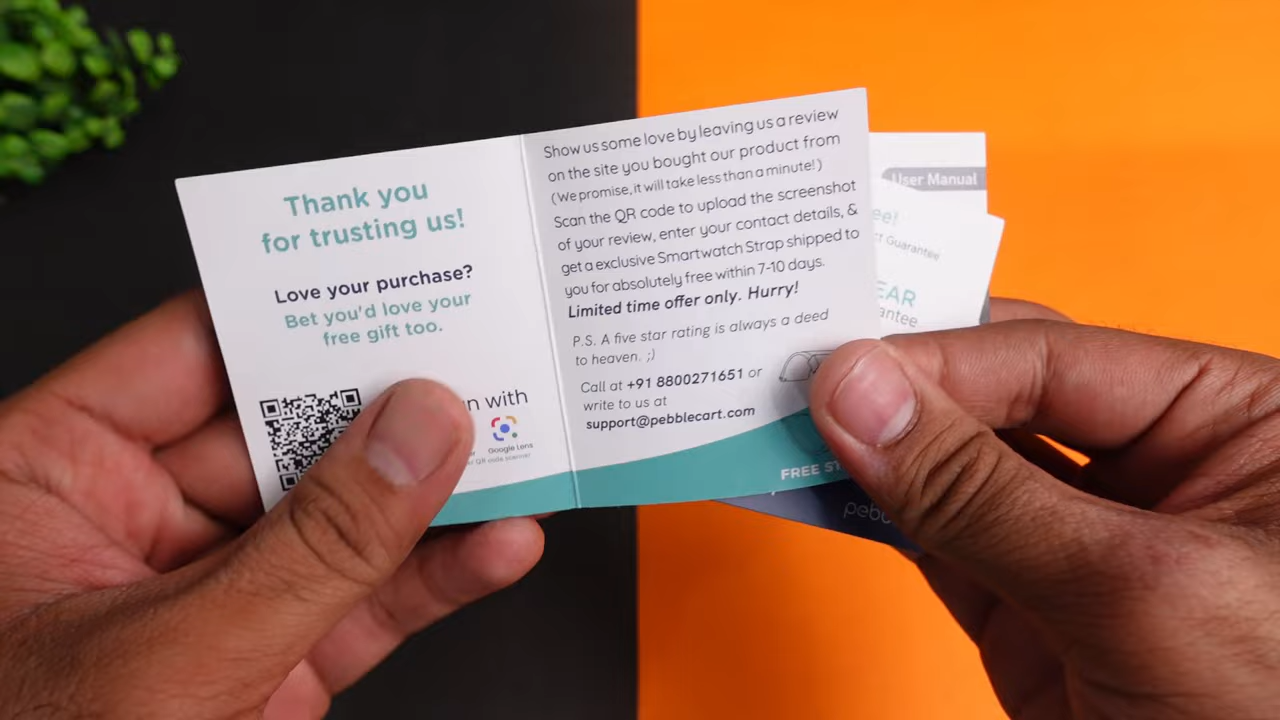 Thank you
for trusting us!
Love your purchase?
Bet you'd love your
free gift too.
with
Google Lens
QR code scanner
Show us some love by leaving us a review
on the site you bought our product from
(We promise, it will take less than a minute!)
Scan the QR code to upload the screenshot
of your review, enter your contact details, &
get a exclusive Smartwatch Strap shipped to
you for absolutely free within 7-10 days.
Limited time offer only. Hurry!
P.S. A five star rating is always a deed
to heaven. ;)
Call at +91 8800271651 or
write to us at
support@pebblecart.com
FREE
User Manual
Guarantee